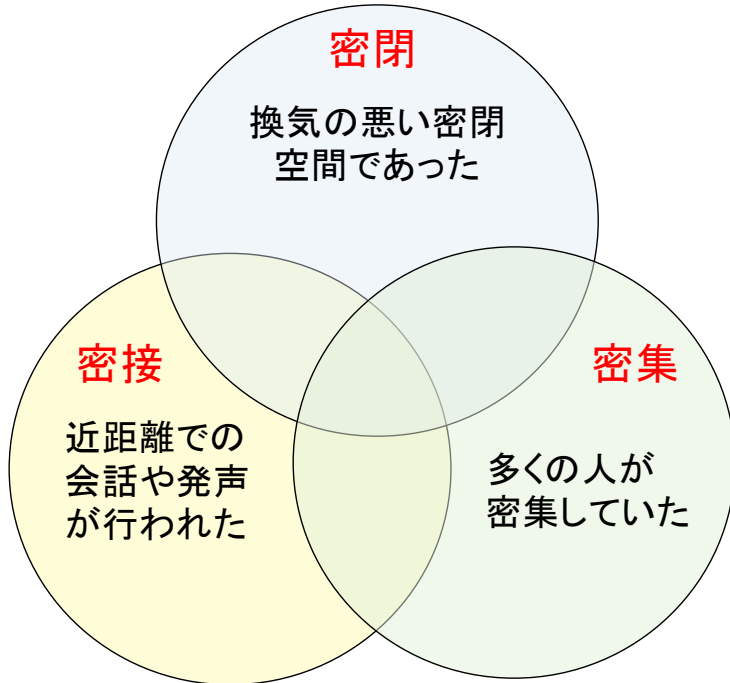 密閉
換気の悪い密閉
空間であった
密接
近距離での
会話や発声
が行われた
密集
多くの人が
密集していた